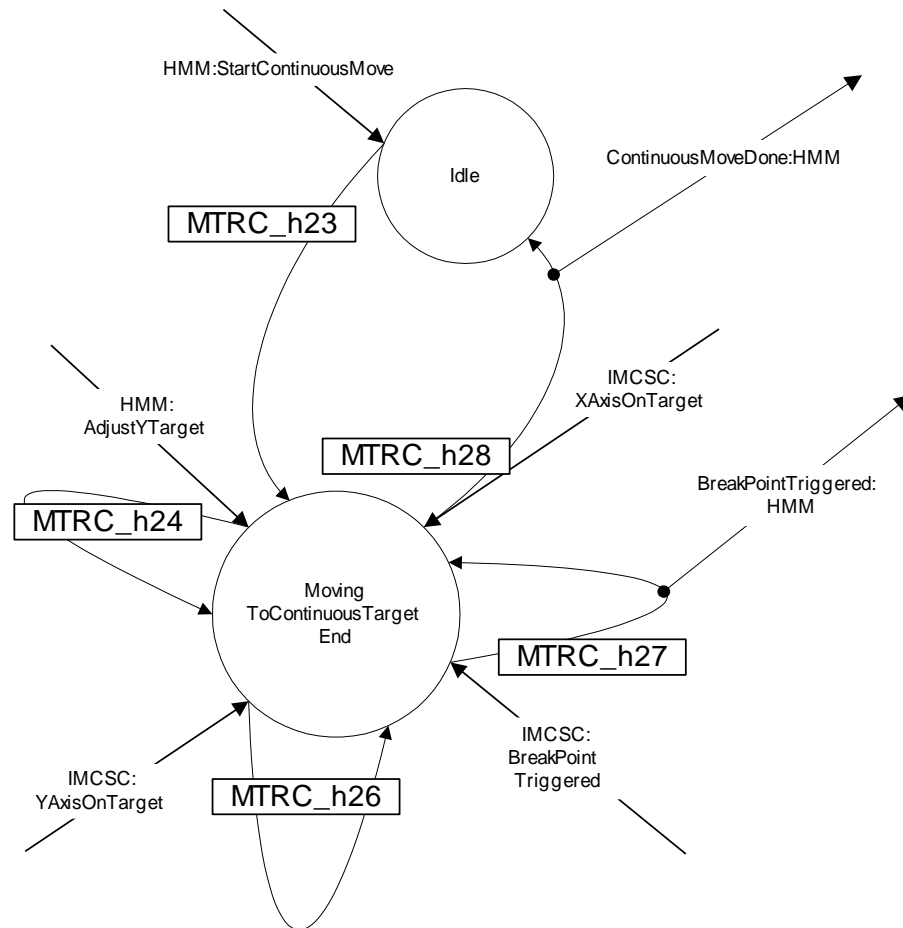 HMM:StartContinuousMove
ContinuousMoveDone:HMM
Idle
MTRC_h23
IMCSC:
XAxisOnTarget
HMM:
AdjustYTarget
MTRC_h28
BreakPointTriggered:
HMM
MTRC_h24
Moving
ToContinuousTarget
End
MTRC_h27
IMCSC:
YAxisOnTarget
MTRC_h26
IMCSC:
BreakPoint
Triggered